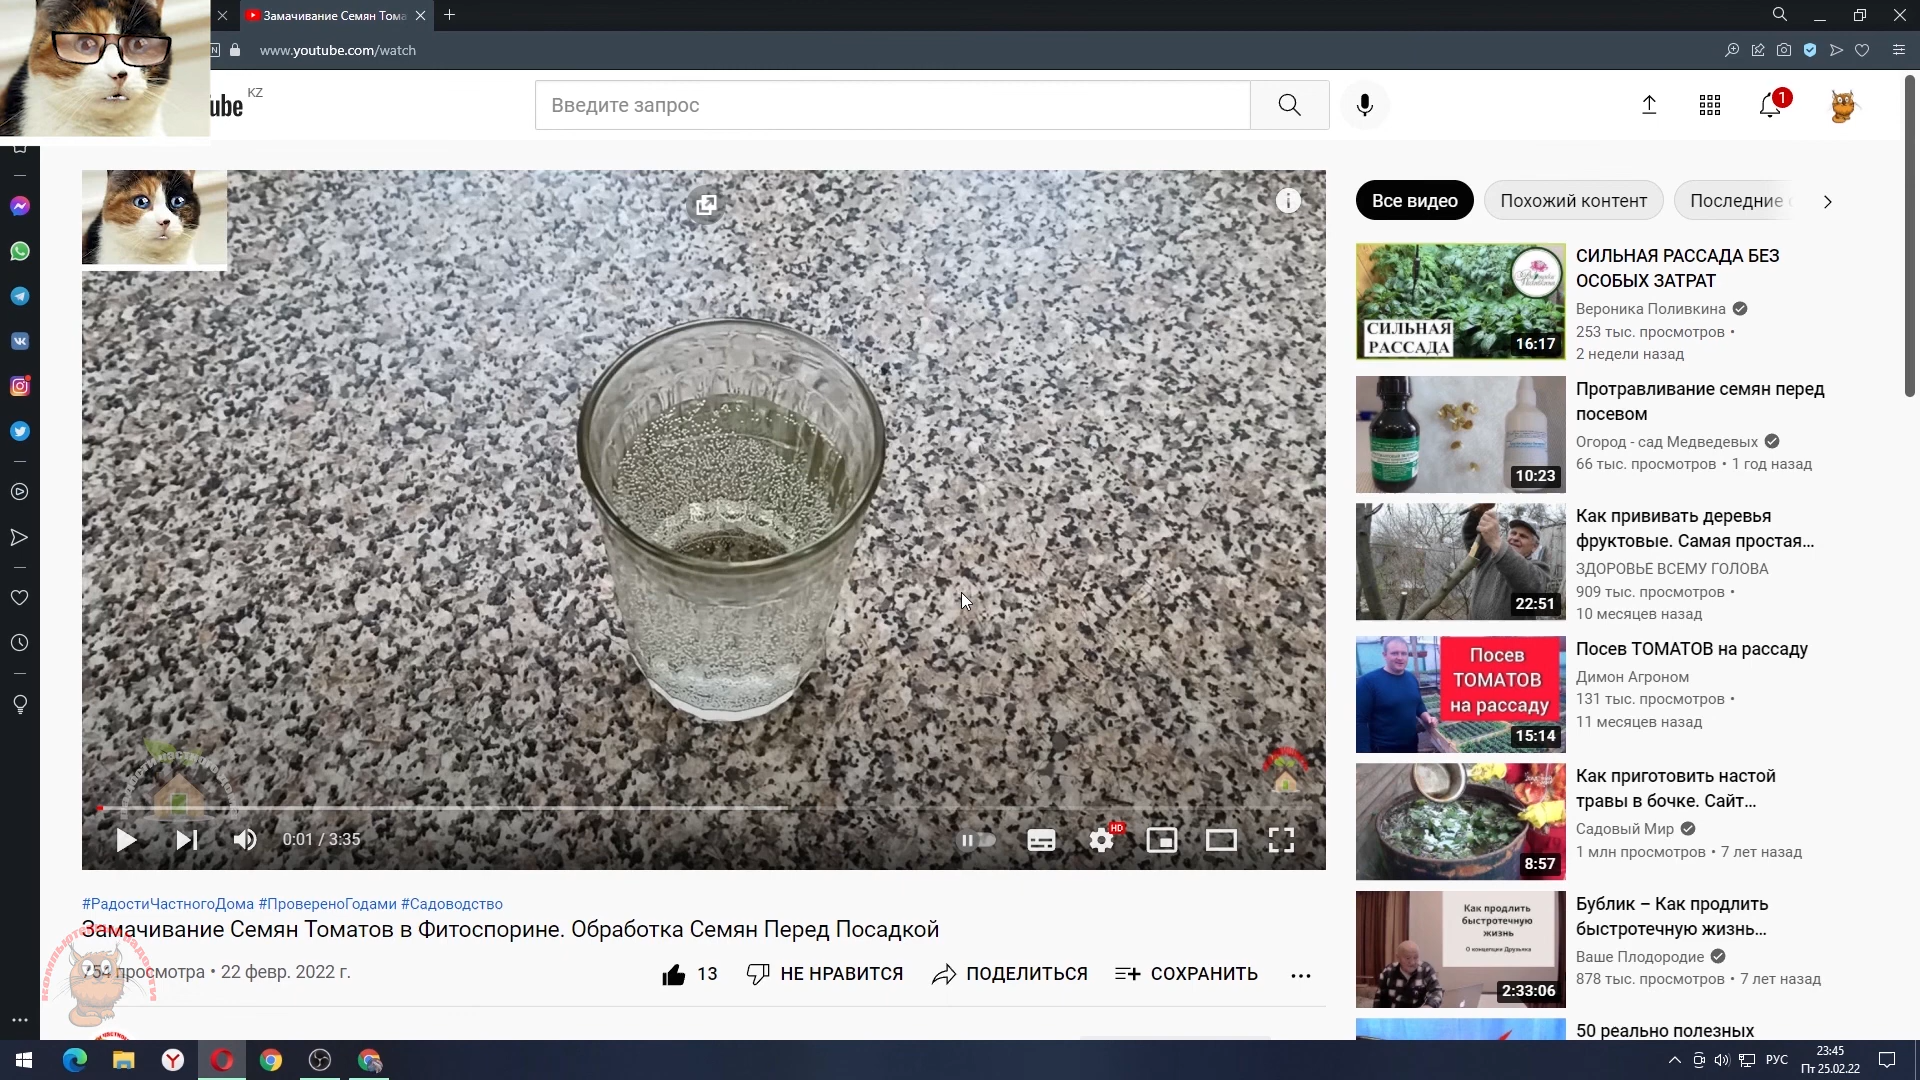 Замачивание Семян Тома
www.youtube.com/watch
ube KZ
Введите запрос
1
Все видео
Похожий контент
Последние
СИЛЬНАЯ
РАССАДА
16:17
СИЛЬНАЯ РАССАДА БЕЗ
ОСОБЫХ ЗАТРАТ
Вероника Поливкина
253 тыс. просмотров •
2 недели назад
10:23
Протравливание семян перед
посевом
Огород - сад Медведевых
66 тыс. просмотров • 1 год назад
22:51
Как прививать деревья
фруктовые. Самая простая...
ЗДОРОВЬЕ ВСЕМУ ГОЛОВА
909 тыс. просмотров •
10 месяцев назад
Посев
ТОМАТОВ
на рассаду
15:14
Посев ТОМАТОВ на рассаду
Димон Агроном
131 тыс. просмотров •
11 месяцев назад
8:57
Как приготовить настой
травы в бочке. Сайт...
Садовый Мир
1 млн просмотров • 7 лет назад
Как продлить
быстротечную
жизнь
О концепции Друзьяка
2:33:06
Бублик – Как продлить
быстротечную жизнь...
Ваше Плодородие
878 тыс. просмотров • 7 лет назад
50 реально полезных
0:01 / 3:35
HD
#РадостиЧастногоДома #ПровереноГодами #Садоводство
Замачивание Семян Томатов в Фитоспорине. Обработка Семян Перед Посадкой
754 просмотра • 22 февр. 2022 г.
13
НЕ НРАВИТСЯ
ПОДЕЛИТЬСЯ
СОХРАНИТЬ
компьютерные радости
РУС
23:45
Пт 25.02.22